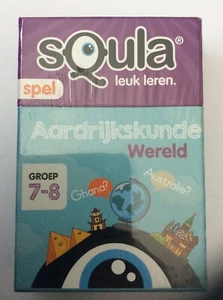 sQula®
leuk leren.
spel
Aardrijkskunde
Wereld
GROEP
7-8
Ghana?
Australië?